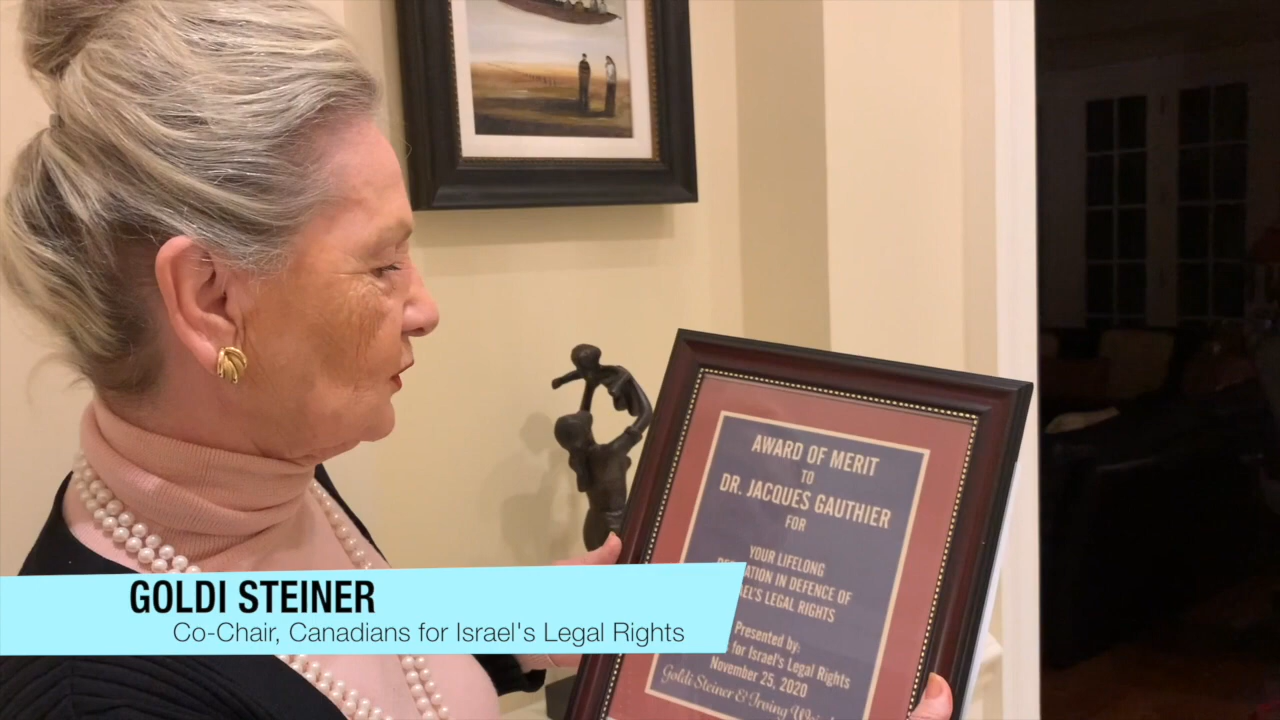 AWARD OF MERIT
TO
DR. JACQUES GAUTHIER
FOR
YOUR LIFELONG
IN DEFENCE OF
LEGAL RIGHTS
Presented by:
for Israel's Legal Rights
November 25, 2020
Goldi Steiner & Irving
GOLDI STEINER
Co-Chair, Canadians for Israel's Legal Rights